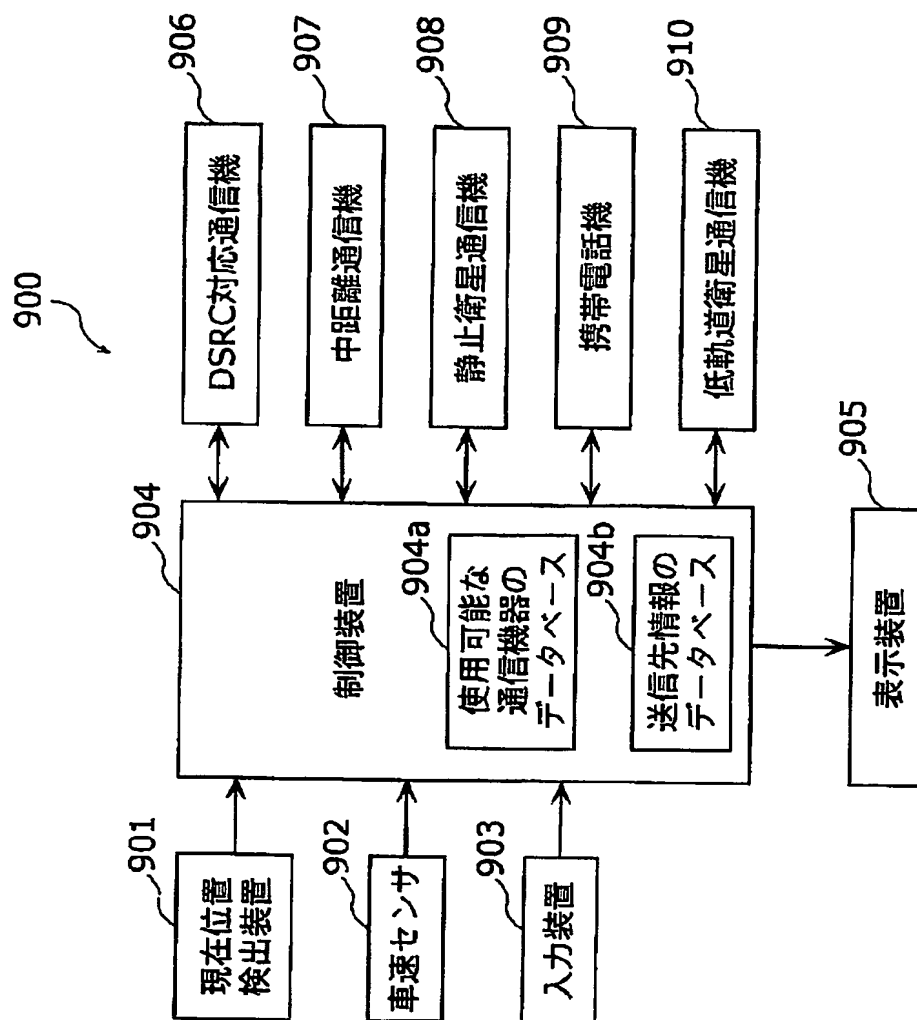 900
901
現在位置
検出装置
902
車速センサ
903
入力装置
904
制御装置
904a
使用可能な
通信機器の
データベース
904b
送信先情報の
データベース
905
表示装置
906
DSRC対応通信機
907
中距離通信機
908
静止衛星通信機
909
携帯電話機
910
低軌道衛星通信機